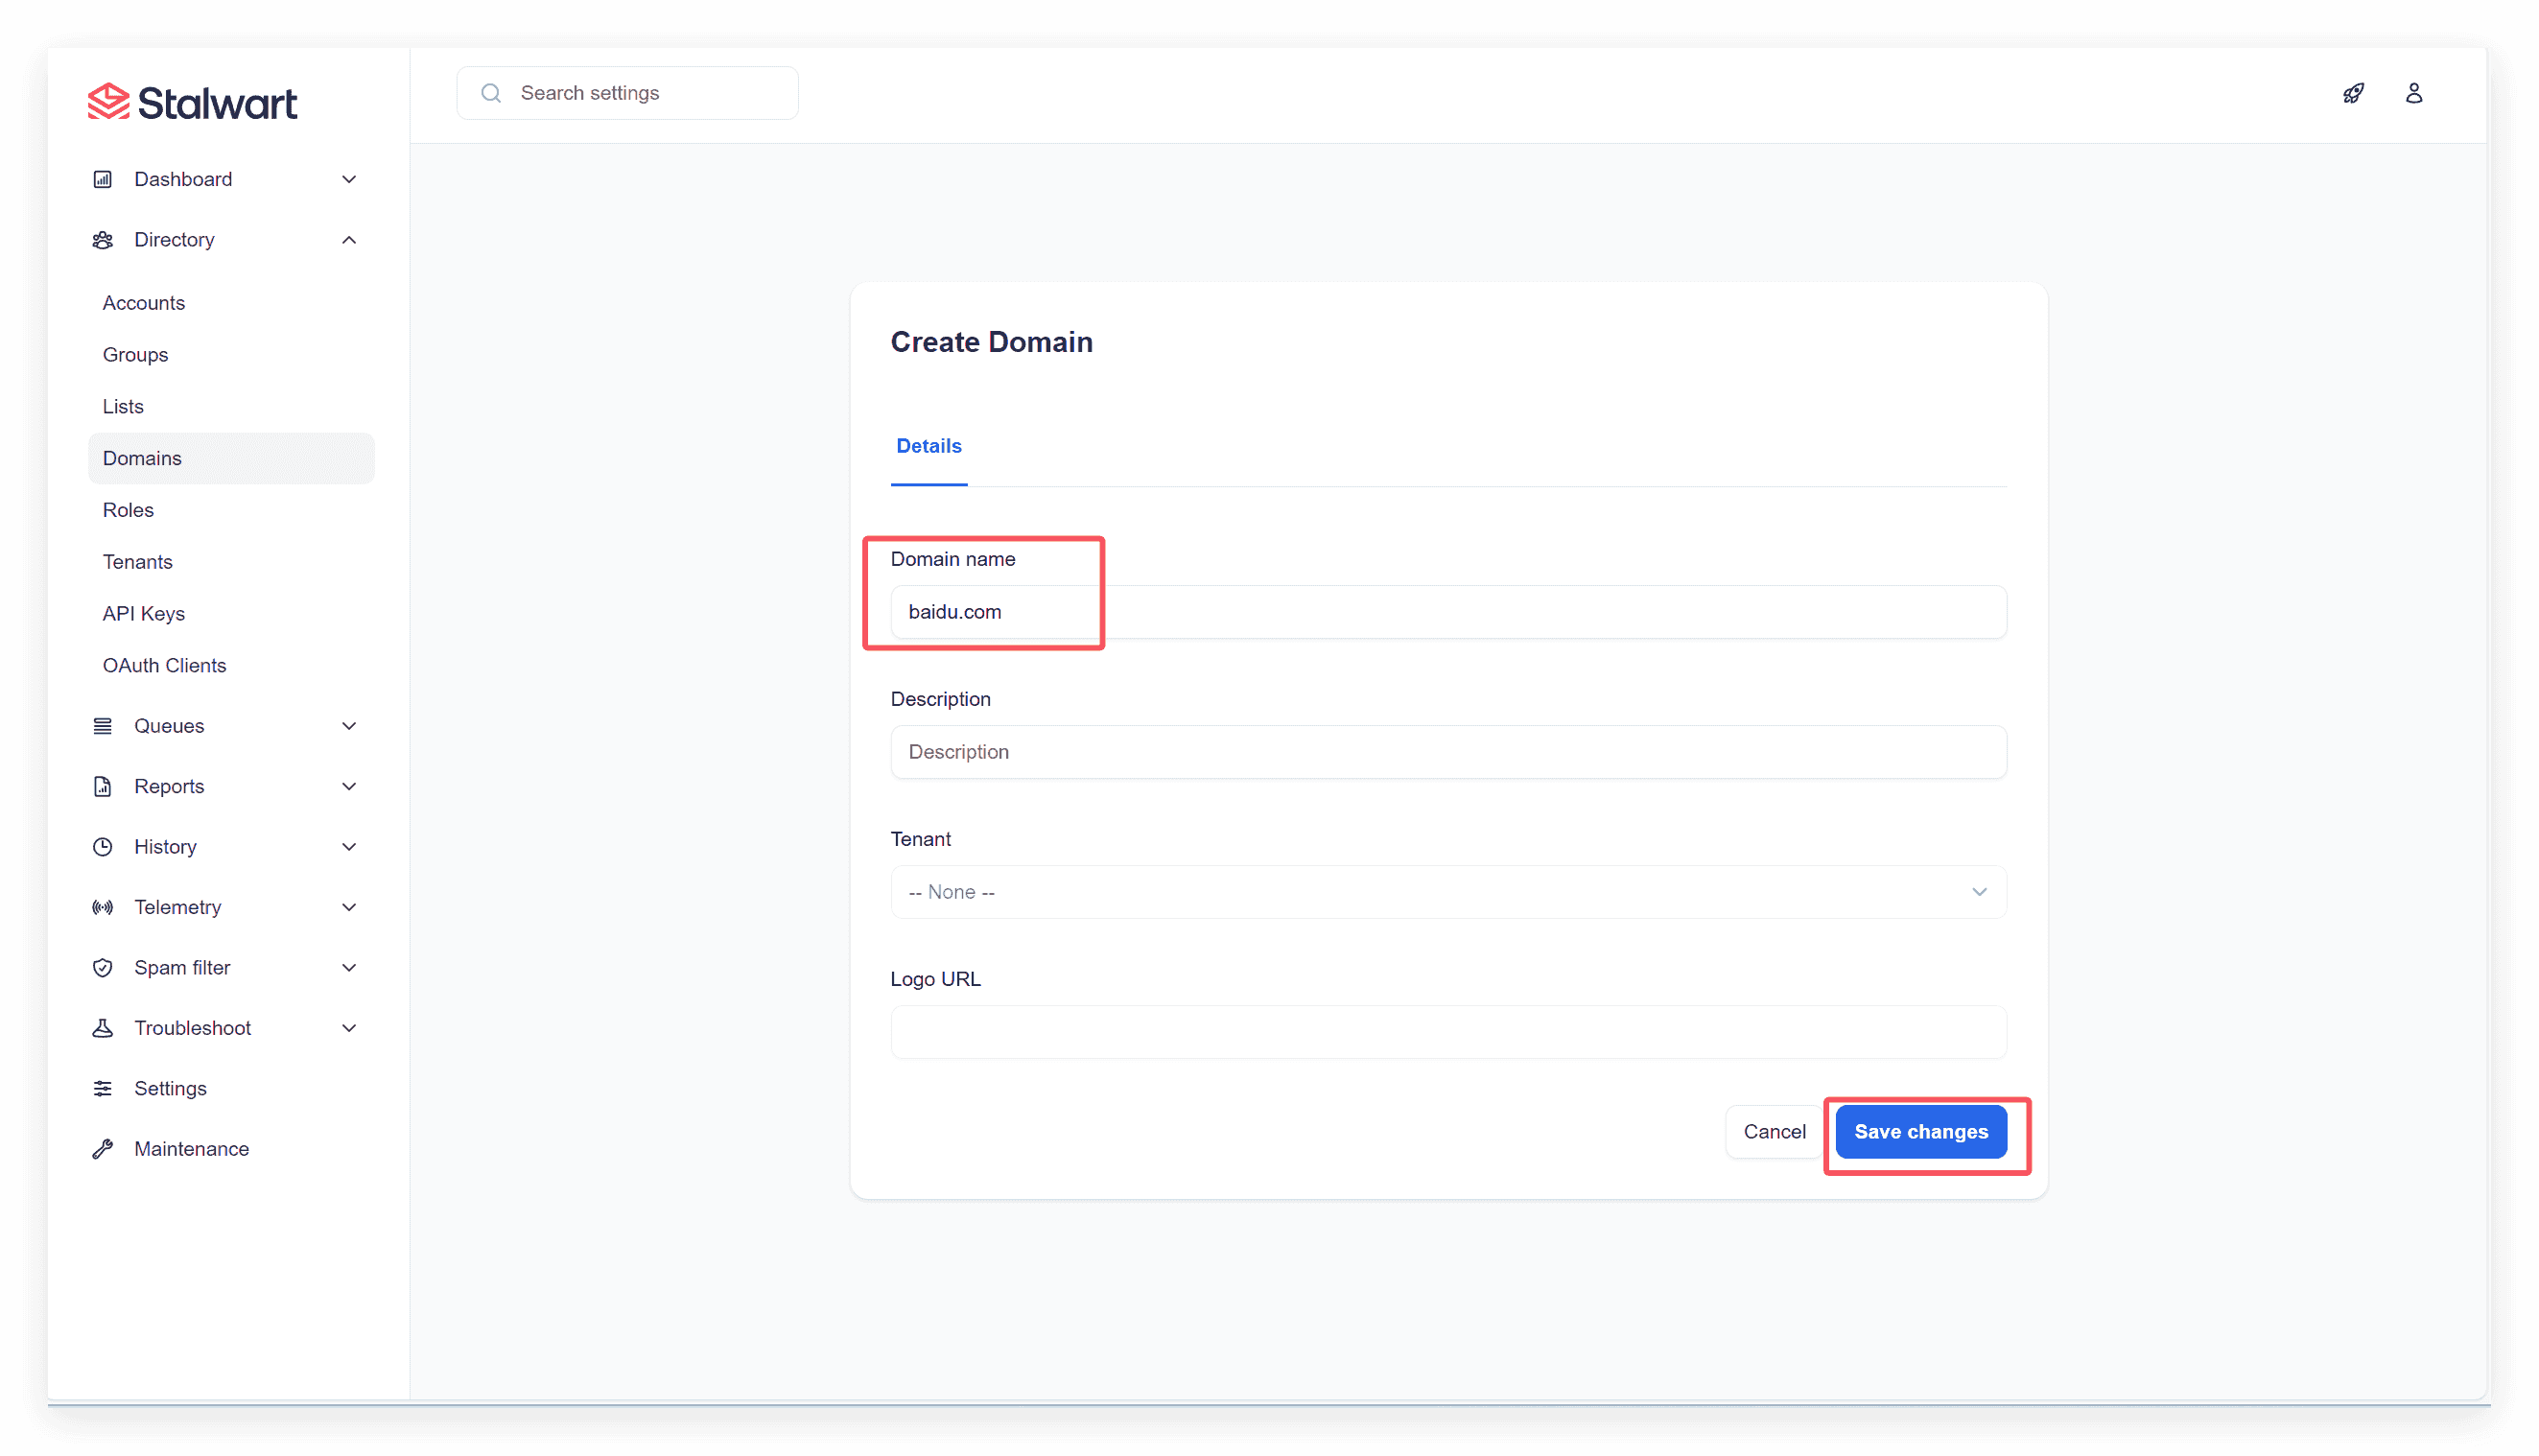 Stalwart
Search settings
Dashboard
Directory
Accounts
Groups
Lists
Domains
Roles
Tenants
API Keys
OAuth Clients
Queues
Reports
History
Telemetry
Spam filter
Troubleshoot
Settings
Maintenance
Create Domain
Details
Domain name
baidu.com
Description
Description
Tenant
-- None --
Logo URL
Cancel
Save changes